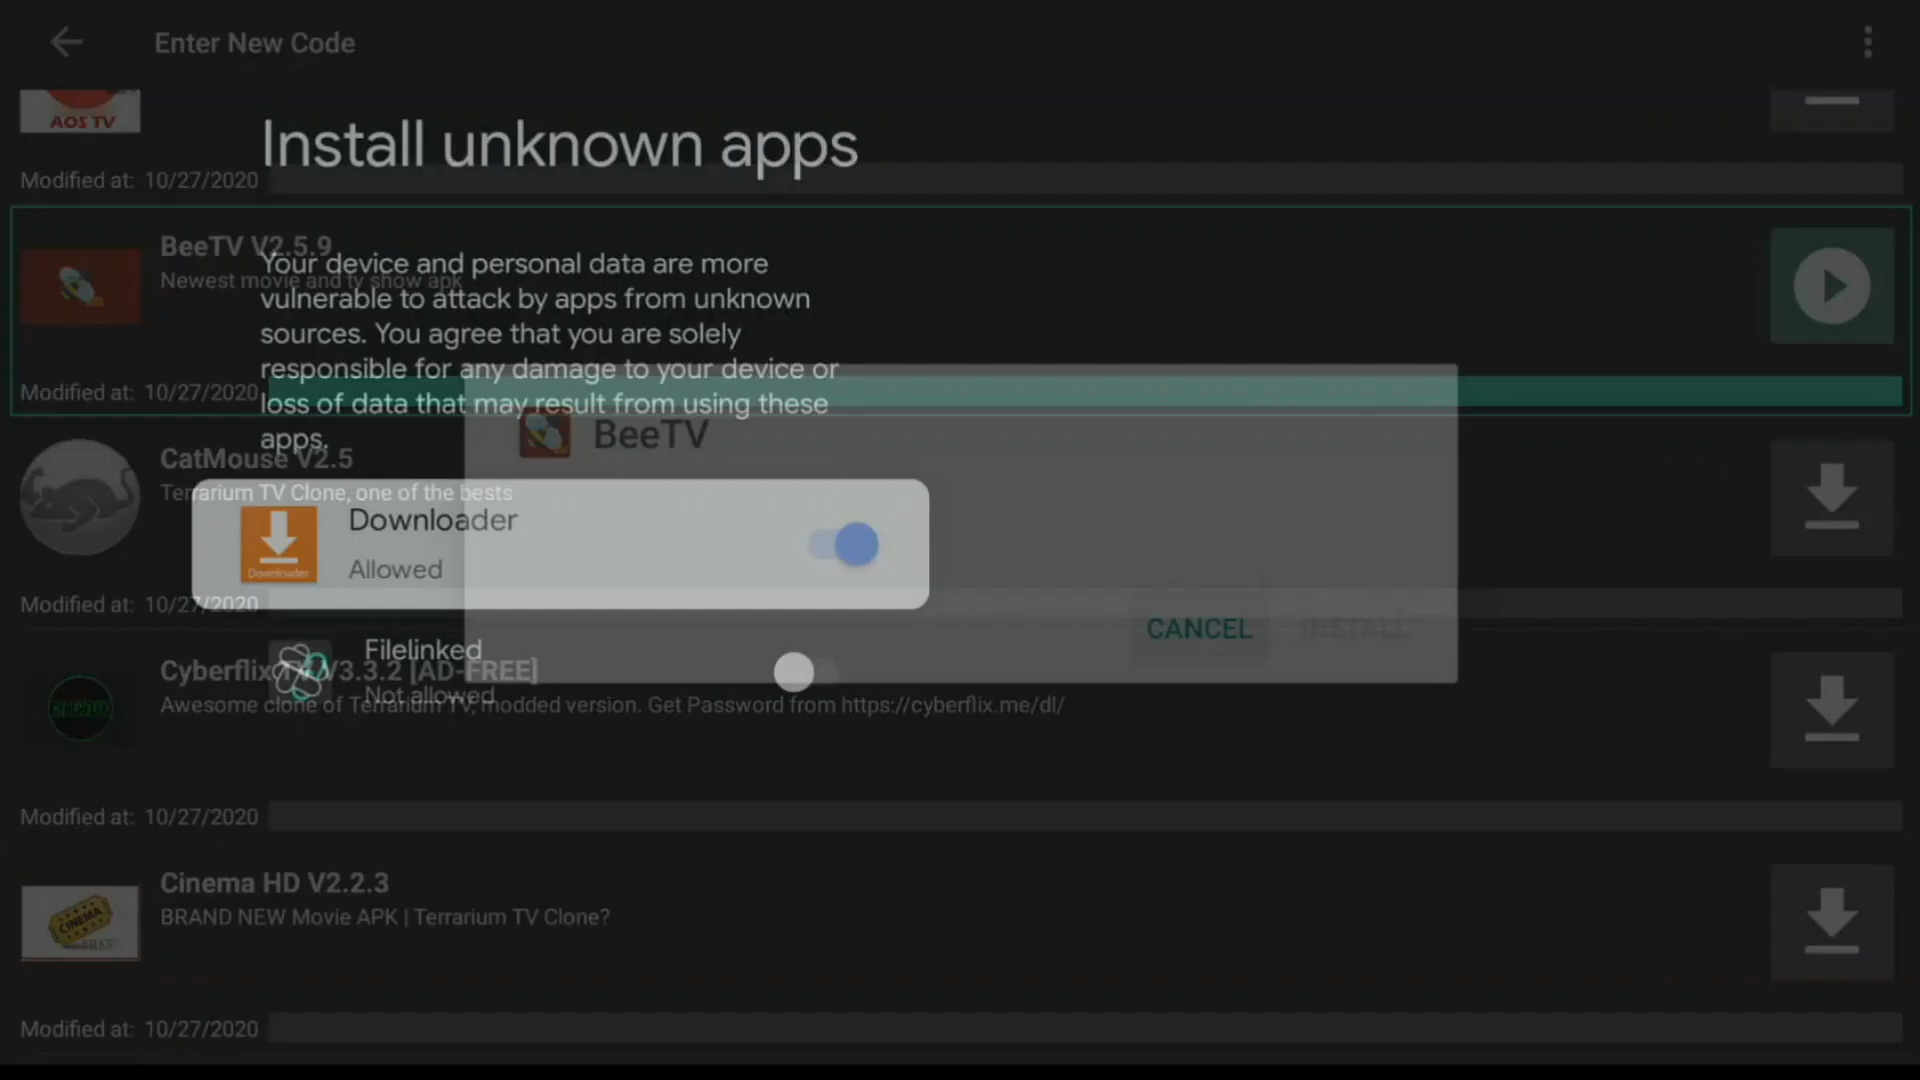 Enter New Code
AOS TV
Install unknown apps
Modified at: 10/27/2020
BeeTV V2.5.9
Newest movie and tv show apk
Your device and personal data are more
vulnerable to attack by apps from unknown
sources. You agree that you are solely
responsible for any damage to your device or
loss of data that may result from using these
apps.
Modified at: 10/27/2020
BeeTV
CatMouse V2.5
Terrarium TV Clone, one of the bests
Downloader
Allowed
Downloader
Modified at: 10/27/2020
CANCEL
INSTALL
Filelinked
Not allowed
Cyberflix TV V3.3.2 [AD-FREE]
Awesome clone of Terrarium TV, modded version. Get Password from https://cyberflix.me/dl/
CYBERFLIX
Modified at: 10/27/2020
Cinema HD V2.2.3
BRAND NEW Movie APK | Terrarium TV Clone?
CINEMA
FREE
Modified at: 10/27/2020